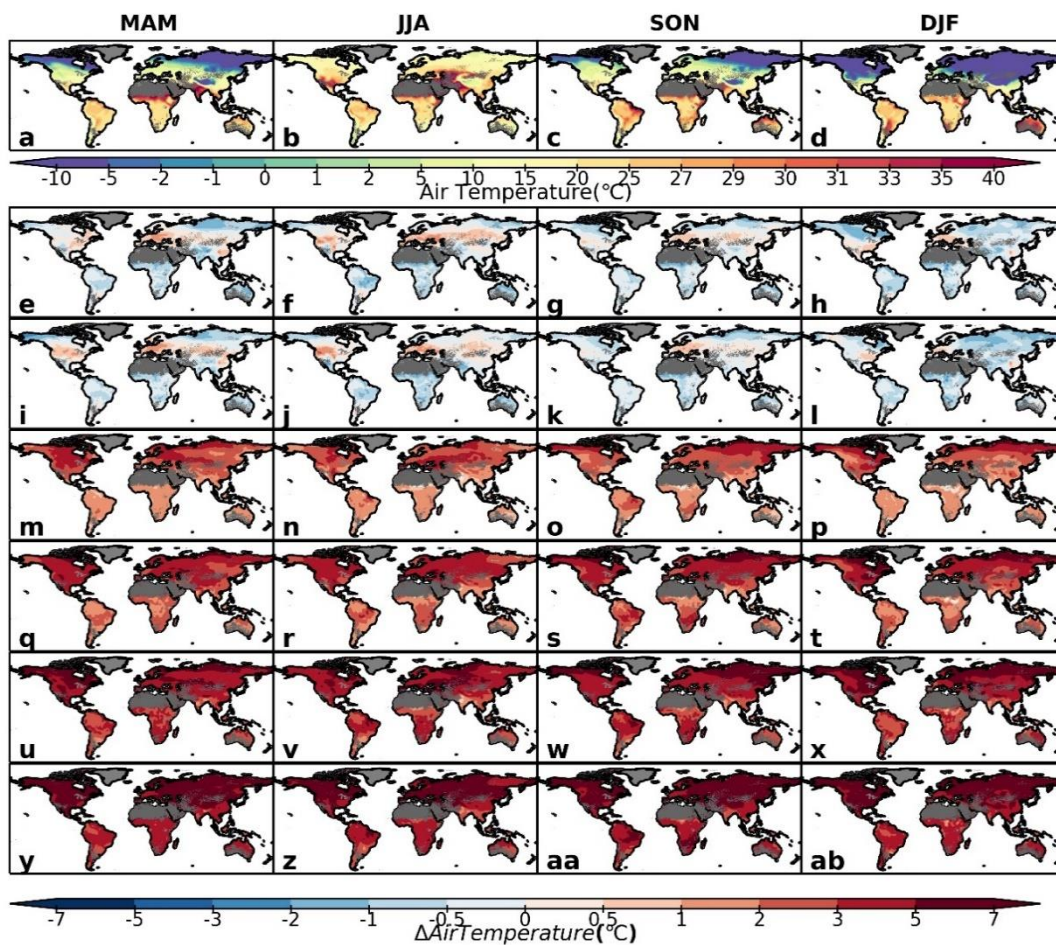 MAM JJA SON DJF
a b c d
-10 -5 -2 -1 0 1 2 5 10 15 20 25 27 29 30 31 33 35 40
Air Temperature(°C)
e f g h
i j k l
m n o p
q r s t
u v w x
y z aa ab
-7 -5 -3 -2 -1 -0.5 0 0.5 1 2 3 5 7
ΔAirTemperature(°C)